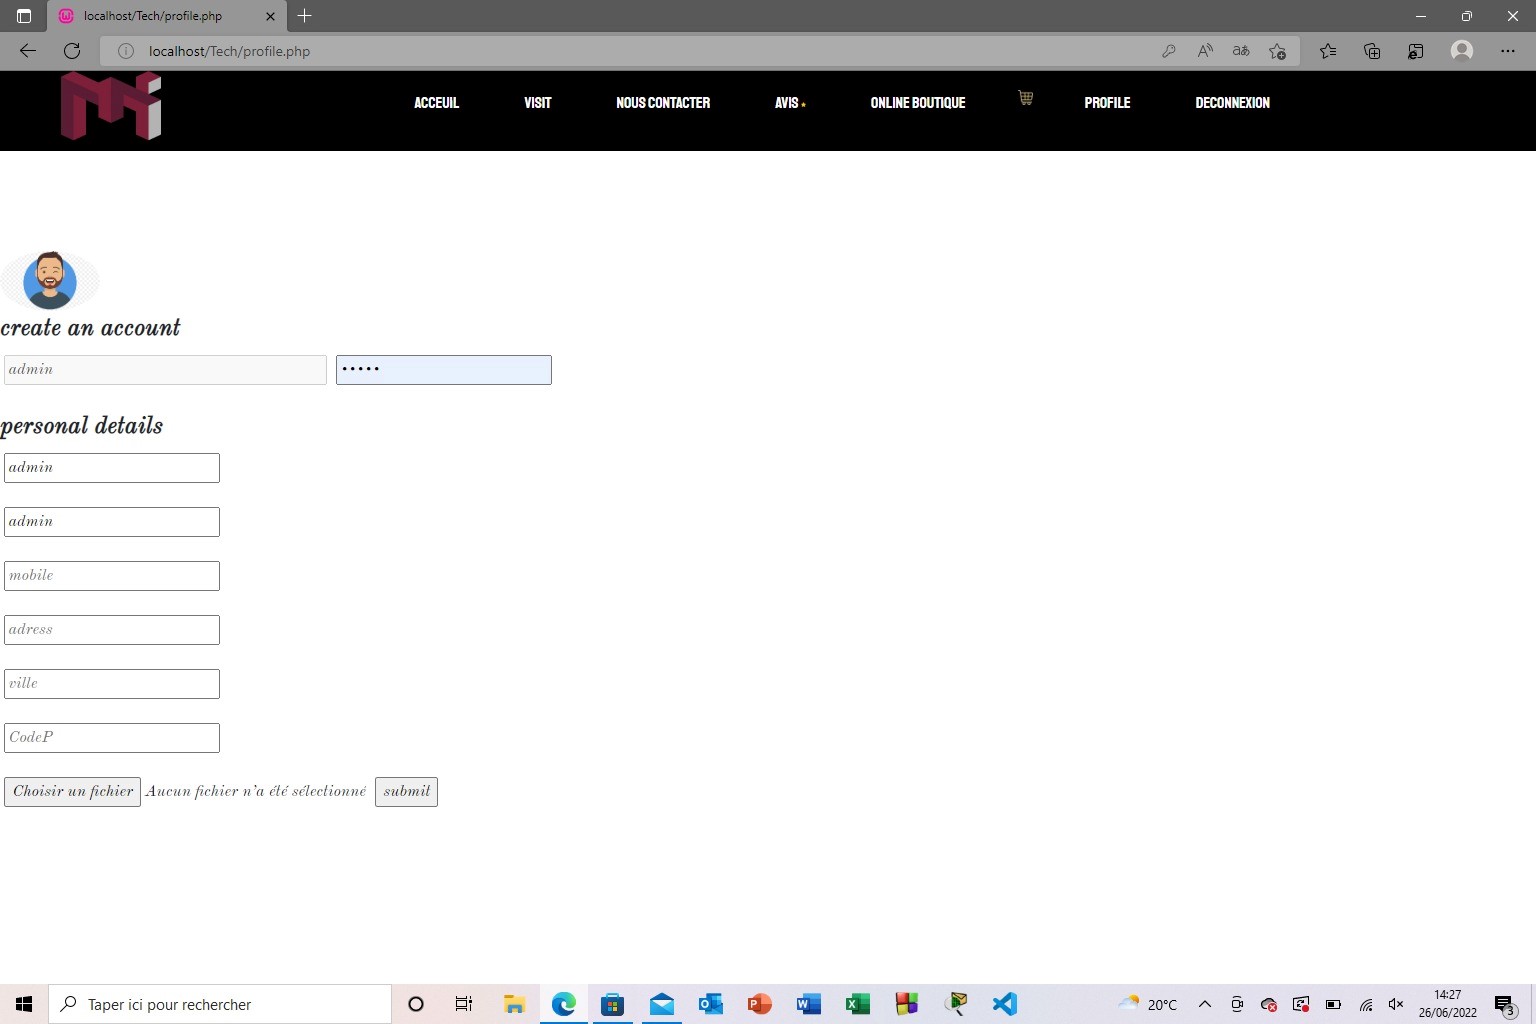 localhost/Tech/profile.php
localhost/Tech/profile.php
ACCEUIL VISIT NOUS CONTACTER AVIS ONLINE BOUTIQUE PROFILE DECONNEXION
create an account
admin •••••
personal details
admin
admin
mobile
adress
ville
CodeP
Choisir un fichier Aucun fichier n'a été sélectionné submit
Taper ici pour rechercher
20°C
14:27
26/06/2022
3